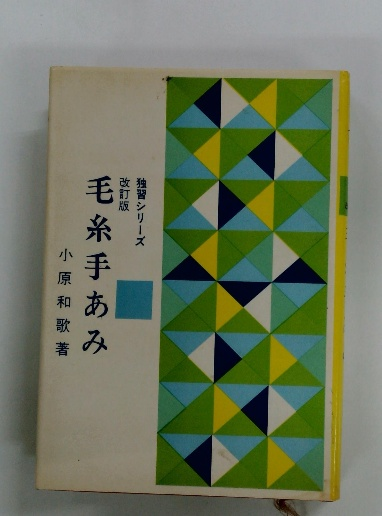 独習シリーズ
改訂版
毛糸手あみ
小原和歌著